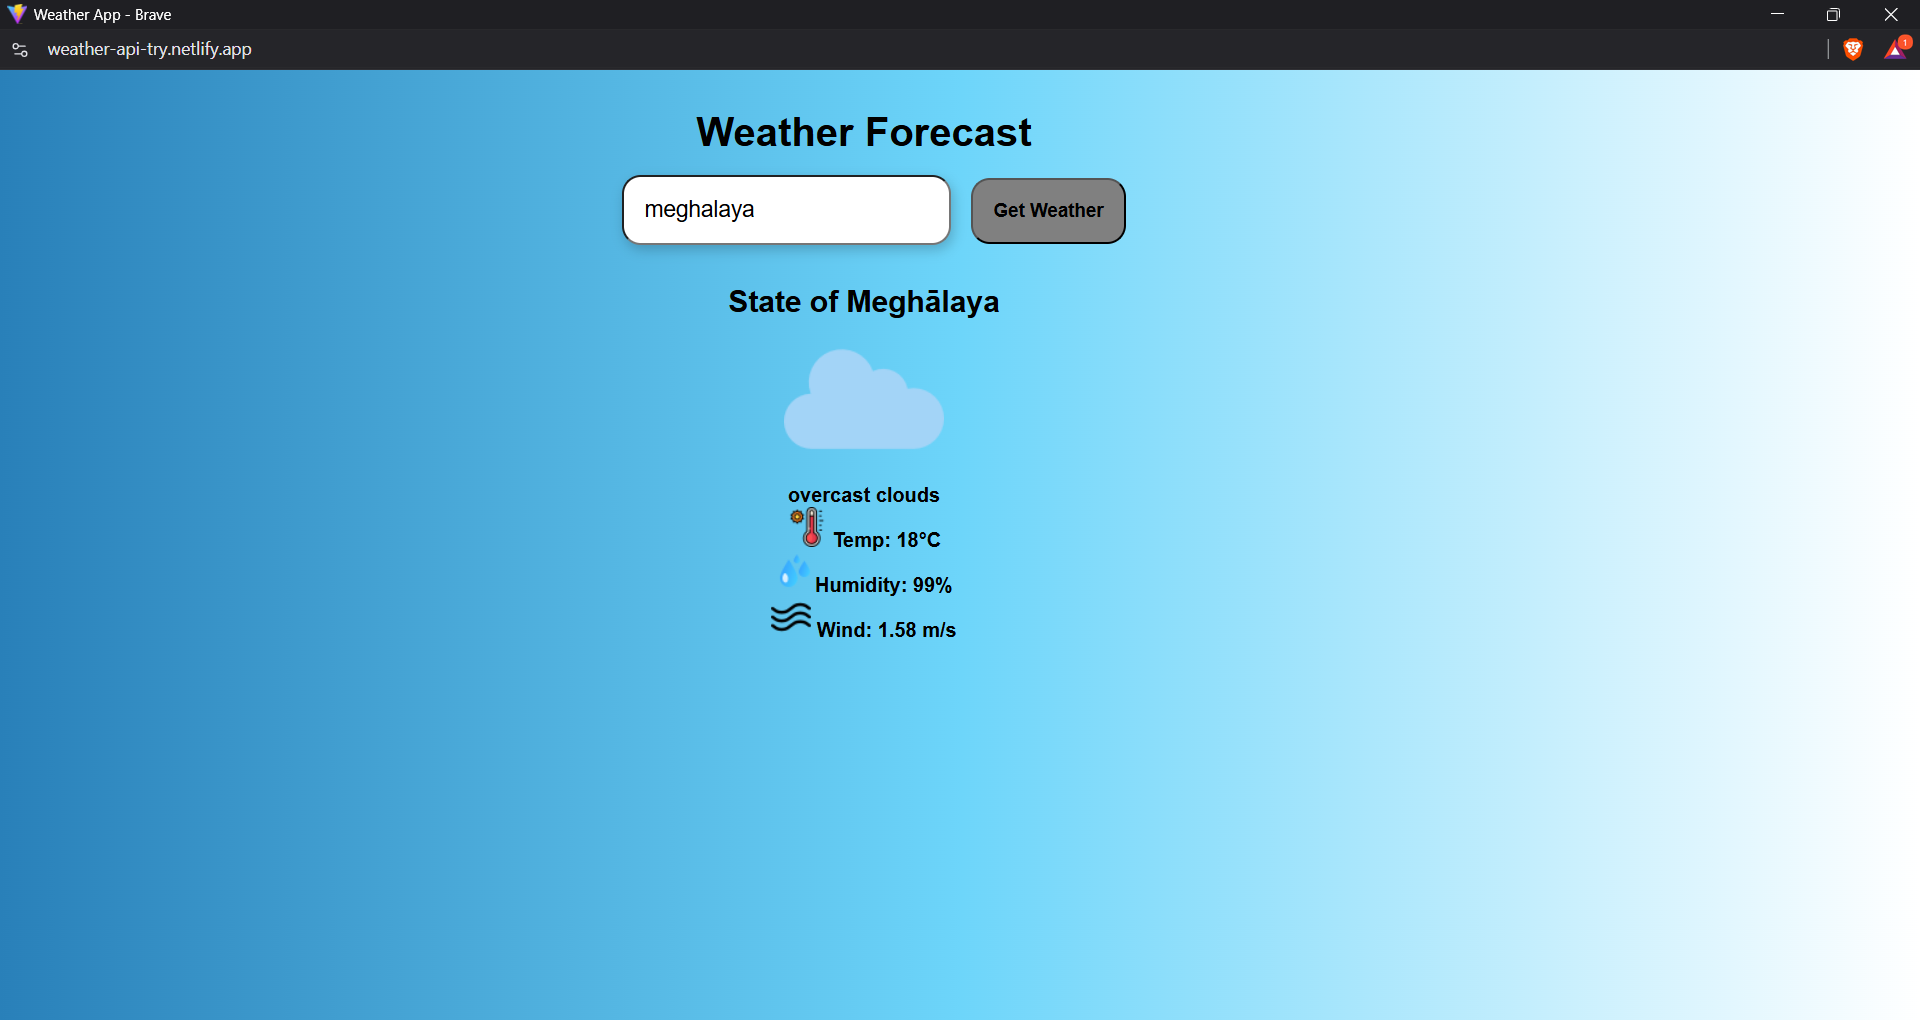 Weather App - Brave
weather-api-try.netlify.app
1
Weather Forecast
meghalaya
Get Weather
State of Meghālaya
overcast clouds
Temp: 18°C
Humidity: 99%
Wind: 1.58 m/s